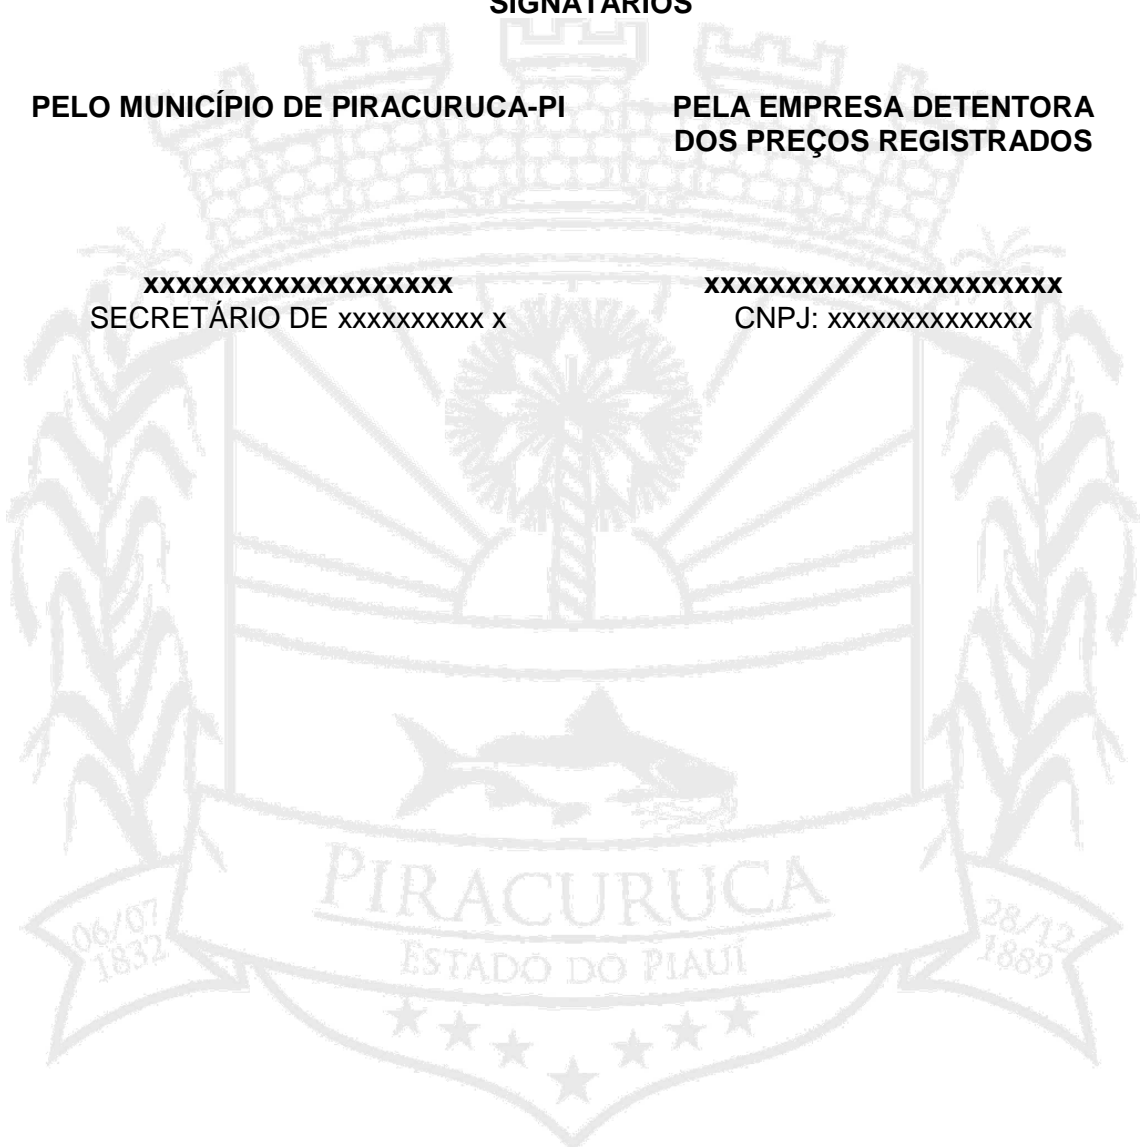 SIGNATÁRIOS
PELO MUNICÍPIO DE PIRACURUCA-PI
PELA EMPRESA DETENTORA
DOS PREÇOS REGISTRADOS
xxxxxxxxxxxxxxxxxxx
SECRETÁRIO DE xxxxxxxxxx x
xxxxxxxxxxxxxxxxxxxxxx
CNPJ: xxxxxxxxxxxxxx
PIRACURUCA
ESTADO DO PIAUÍ
06/07
1832
28/12
1889